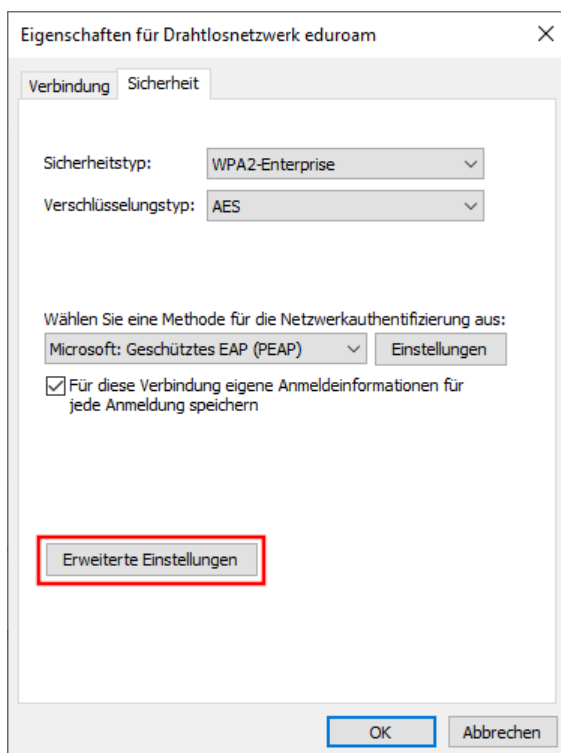 Eigenschaften für Drahtlosnetzwerk eduroam
Verbindung Sicherheit
Sicherheitstyp: WPA2-Enterprise
Verschlüsselungstyp: AES
Wählen Sie eine Methode für die Netzwerkauthentifizierung aus:
Microsoft: Geschütztes EAP (PEAP) Einstellungen
Für diese Verbindung eigene Anmeldeinformationen für
jede Anmeldung speichern
Erweiterte Einstellungen
OK Abbrechen